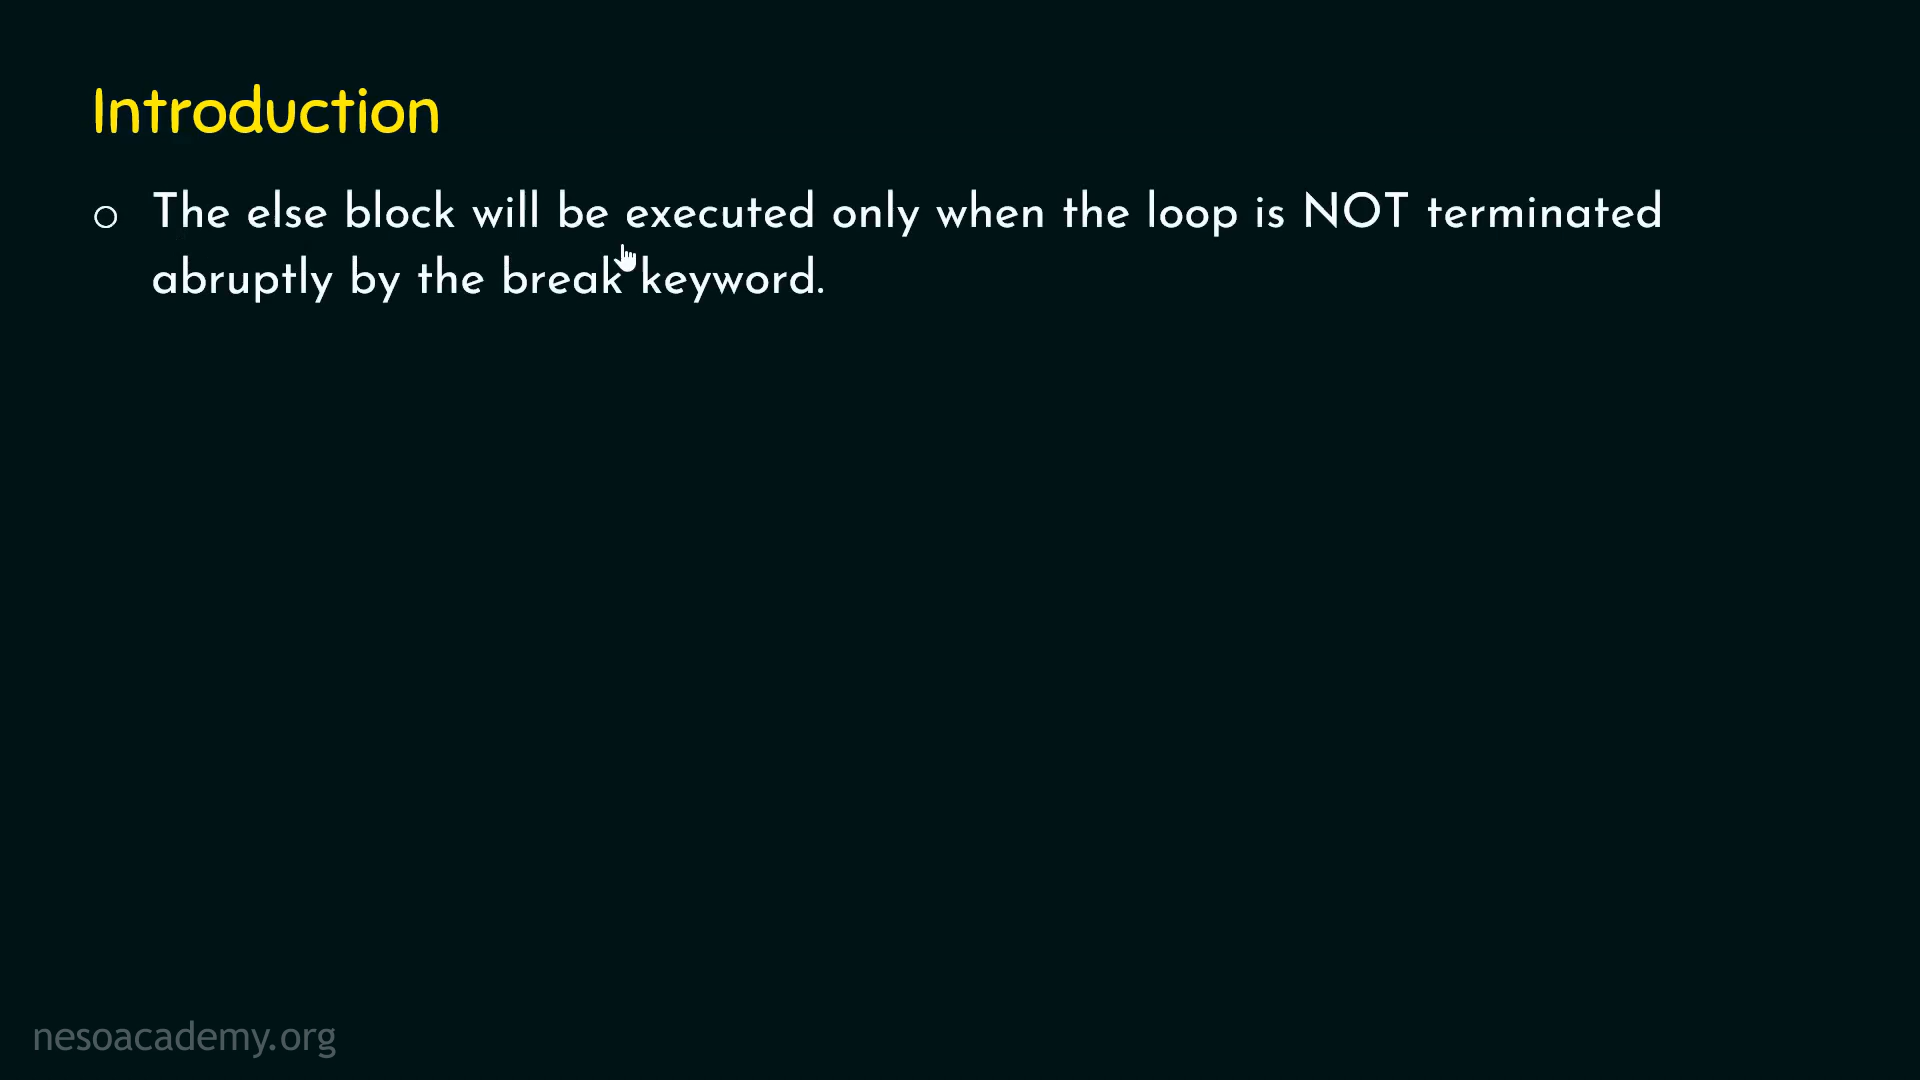 Introduction
The else block will be executed only when the loop is NOT terminated
abruptly by the break keyword.
nesoacademy.org